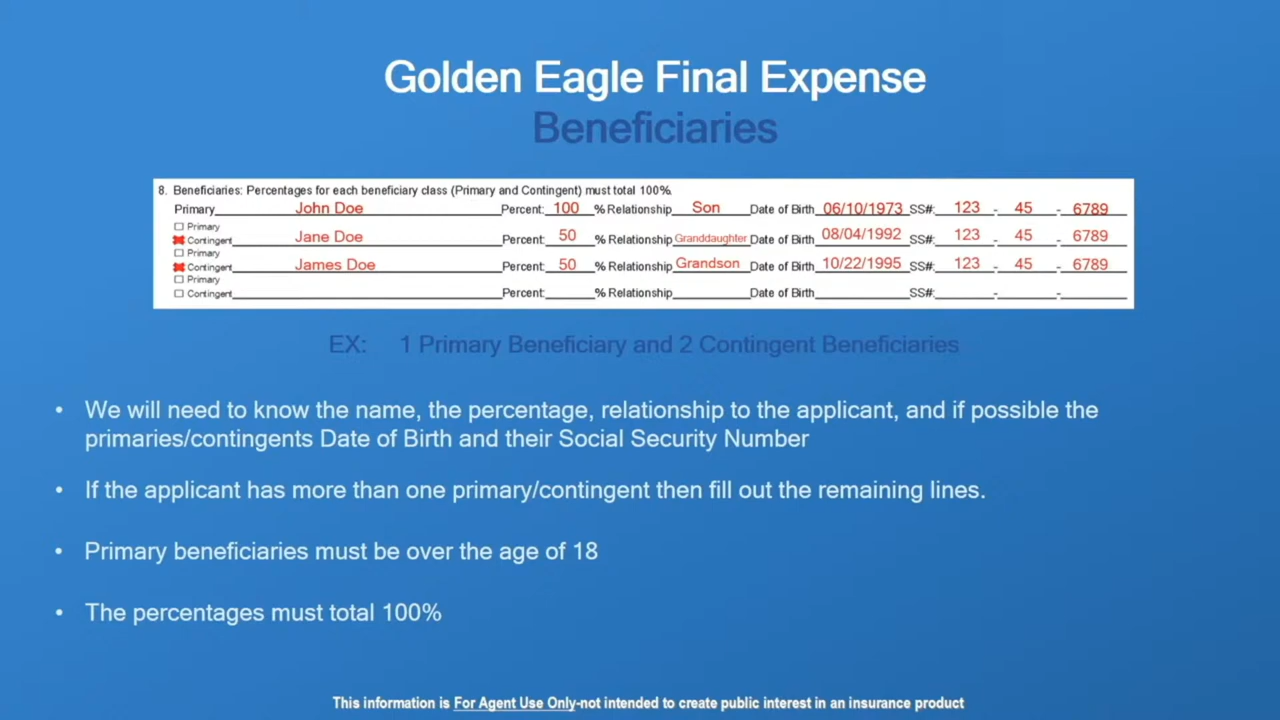 Golden Eagle Final Expense
Beneficiaries
8. Beneficiaries: Percentages for each beneficiary class (Primary and Contingent) must total 100%.
Primary John Doe Percent: 100 % Relationship Son Date of Birth 06/10/1973 SS#: 123 - 45 - 6789
Primary
Contingent Jane Doe Percent: 50 % Relationship Granddaughter Date of Birth 08/04/1992 SS#: 123 - 45 - 6789
Primary
Contingent James Doe Percent: 50 % Relationship Grandson Date of Birth 10/22/1995 SS#: 123 - 45 - 6789
Primary
Contingent Percent: % Relationship Date of Birth SS#: - -
EX: 1 Primary Beneficiary and 2 Contingent Beneficiaries
• We will need to know the name, the percentage, relationship to the applicant, and if possible the
primaries/contingents Date of Birth and their Social Security Number
• If the applicant has more than one primary/contingent then fill out the remaining lines.
• Primary beneficiaries must be over the age of 18
• The percentages must total 100%
This information is For Agent Use Only-not intended to create public interest in an insurance product